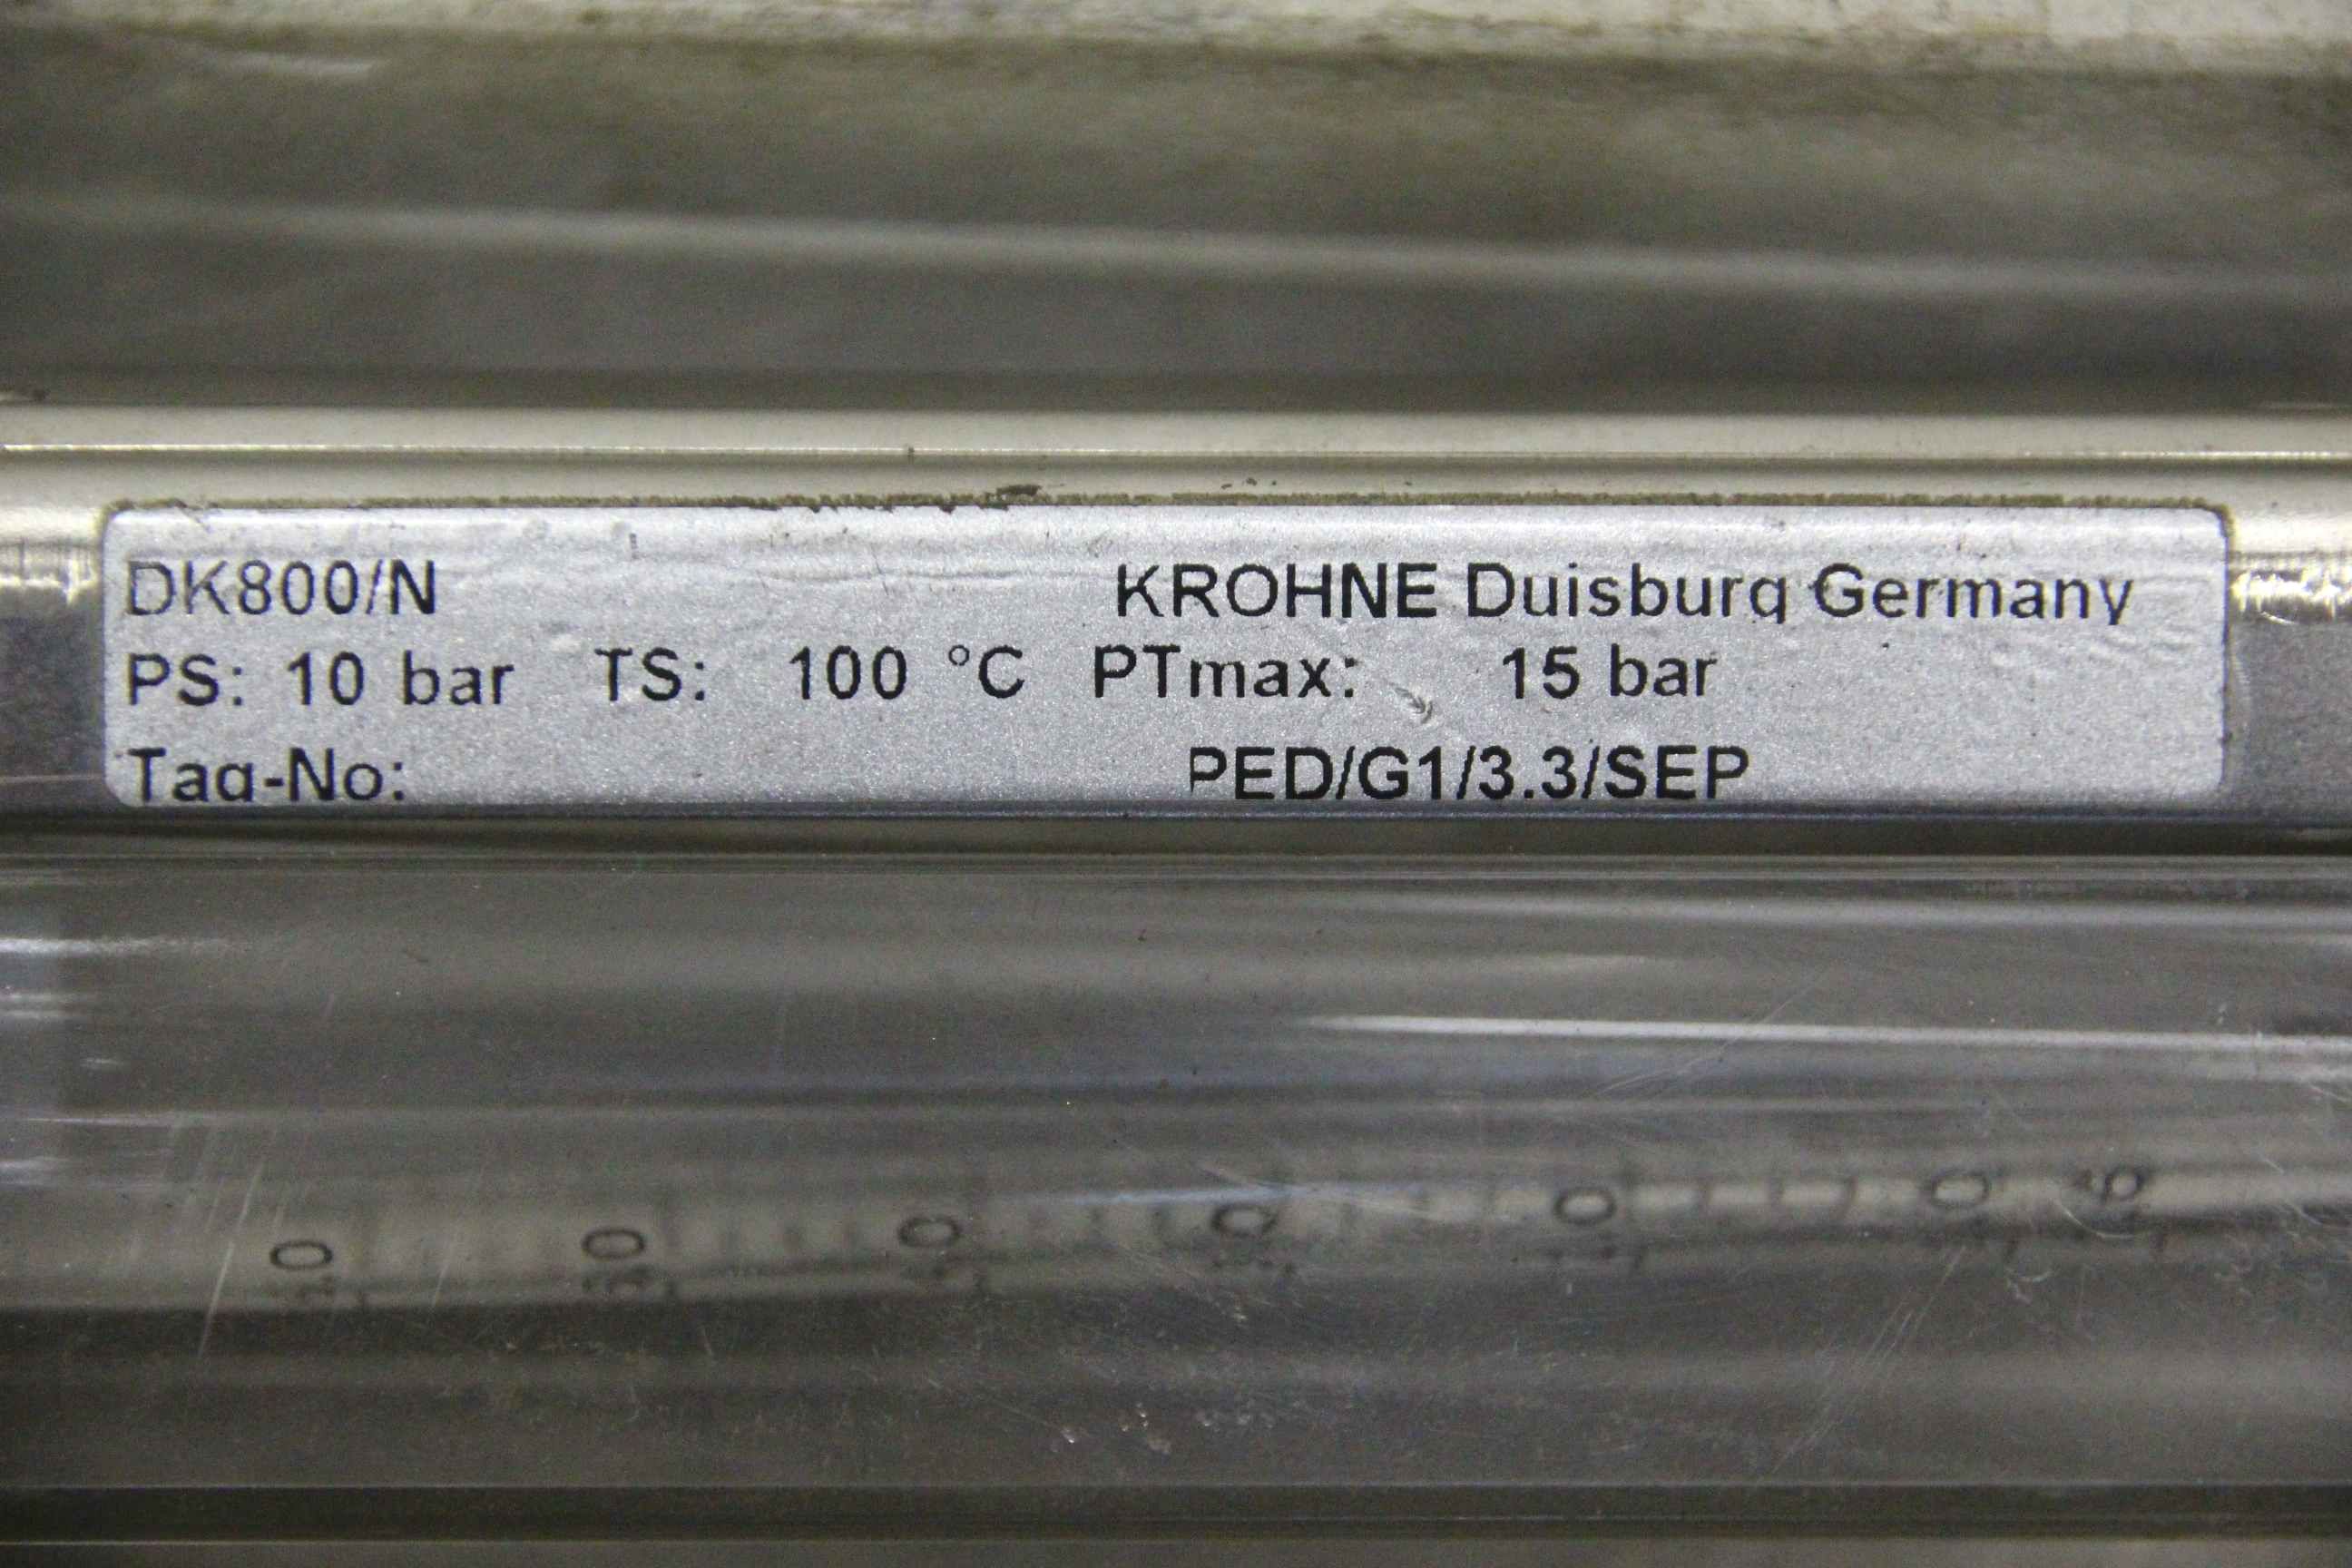 DK800/N KROHNE Duisburg Germany
PS: 10 bar TS: 100 °C PTmax: 15 bar
Tag-No: PED/G1/3.3/SEP